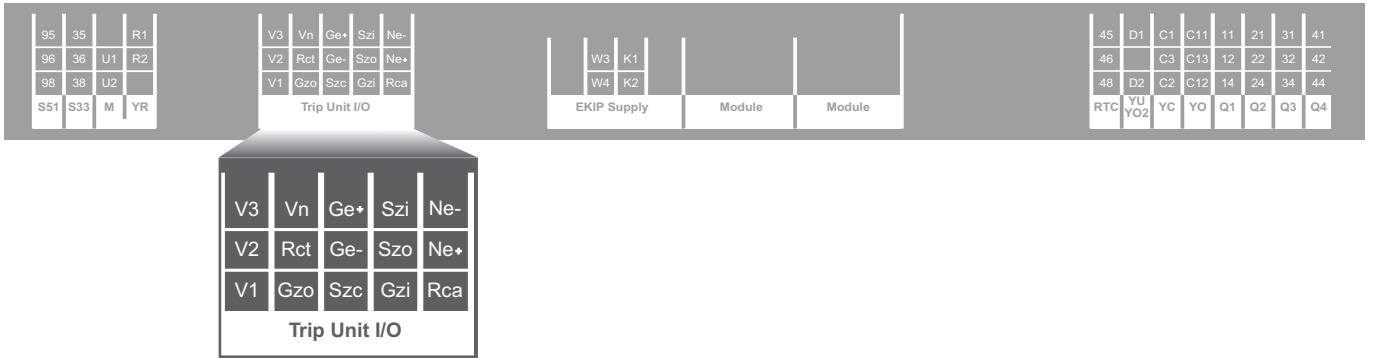 95 35 R1
96 36 U1 R2
98 38 U2
S51 S33 M YR
V3 Vn Ge+ Szi Ne-
V2 Rct Ge- Szo Ne+
V1 Gzo Szc Gzi Rca
Trip Unit I/O
W3 K1
W4 K2
EKIP Supply Module Module
45 D1 C1 C11 11 21 31 41
46 C3 C13 12 22 32 42
48 D2 C2 C12 14 24 34 44
RTC YU YO2 YC YO Q1 Q2 Q3 Q4
V3 Vn Ge+ Szi Ne-
V2 Rct Ge- Szo Ne+
V1 Gzo Szc Gzi Rca
Trip Unit I/O